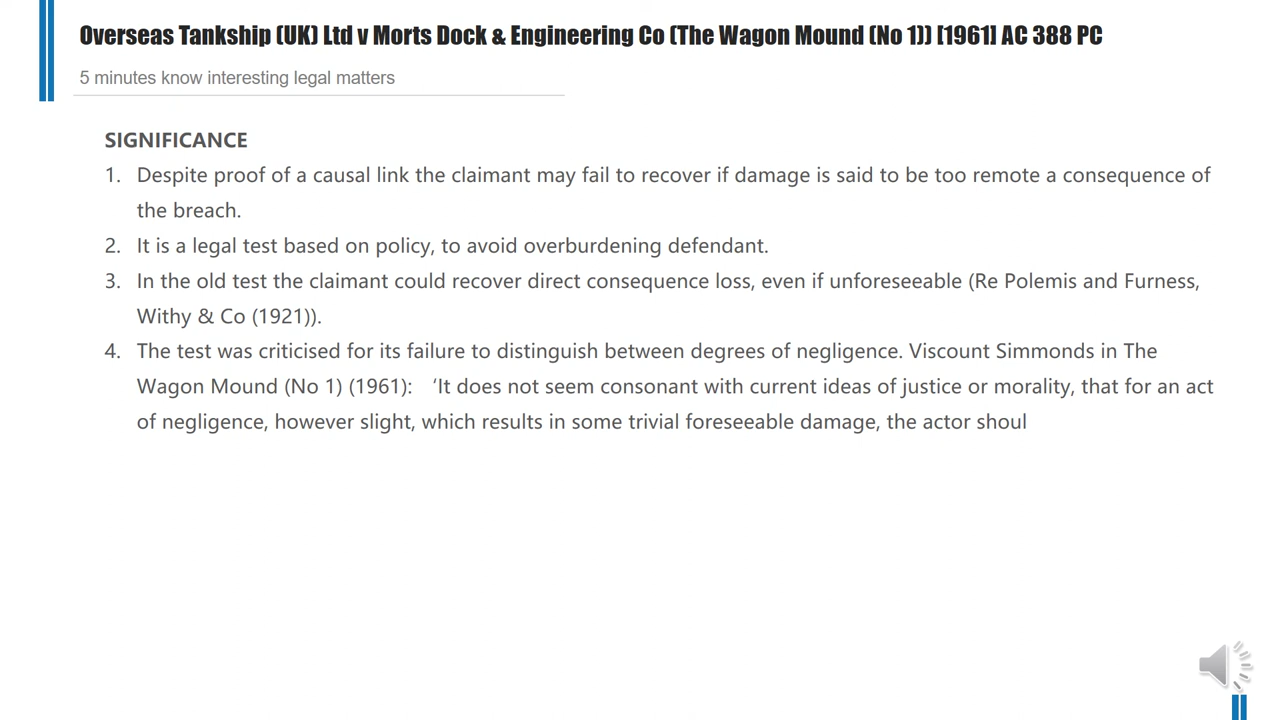 Overseas Tankship (UK) Ltd v Morts Dock & Engineering Co (The Wagon Mound (No 1)) [1961] AC 388 PC
5 minutes know interesting legal matters
SIGNIFICANCE
1. Despite proof of a causal link the claimant may fail to recover if damage is said to be too remote a consequence of
the breach.
2. It is a legal test based on policy, to avoid overburdening defendant.
3. In the old test the claimant could recover direct consequence loss, even if unforeseeable (Re Polemis and Furness,
Withy & Co (1921)).
4. The test was criticised for its failure to distinguish between degrees of negligence. Viscount Simmonds in The
Wagon Mound (No 1) (1961): ‘It does not seem consonant with current ideas of justice or morality, that for an act
of negligence, however slight, which results in some trivial foreseeable damage, the actor shoul